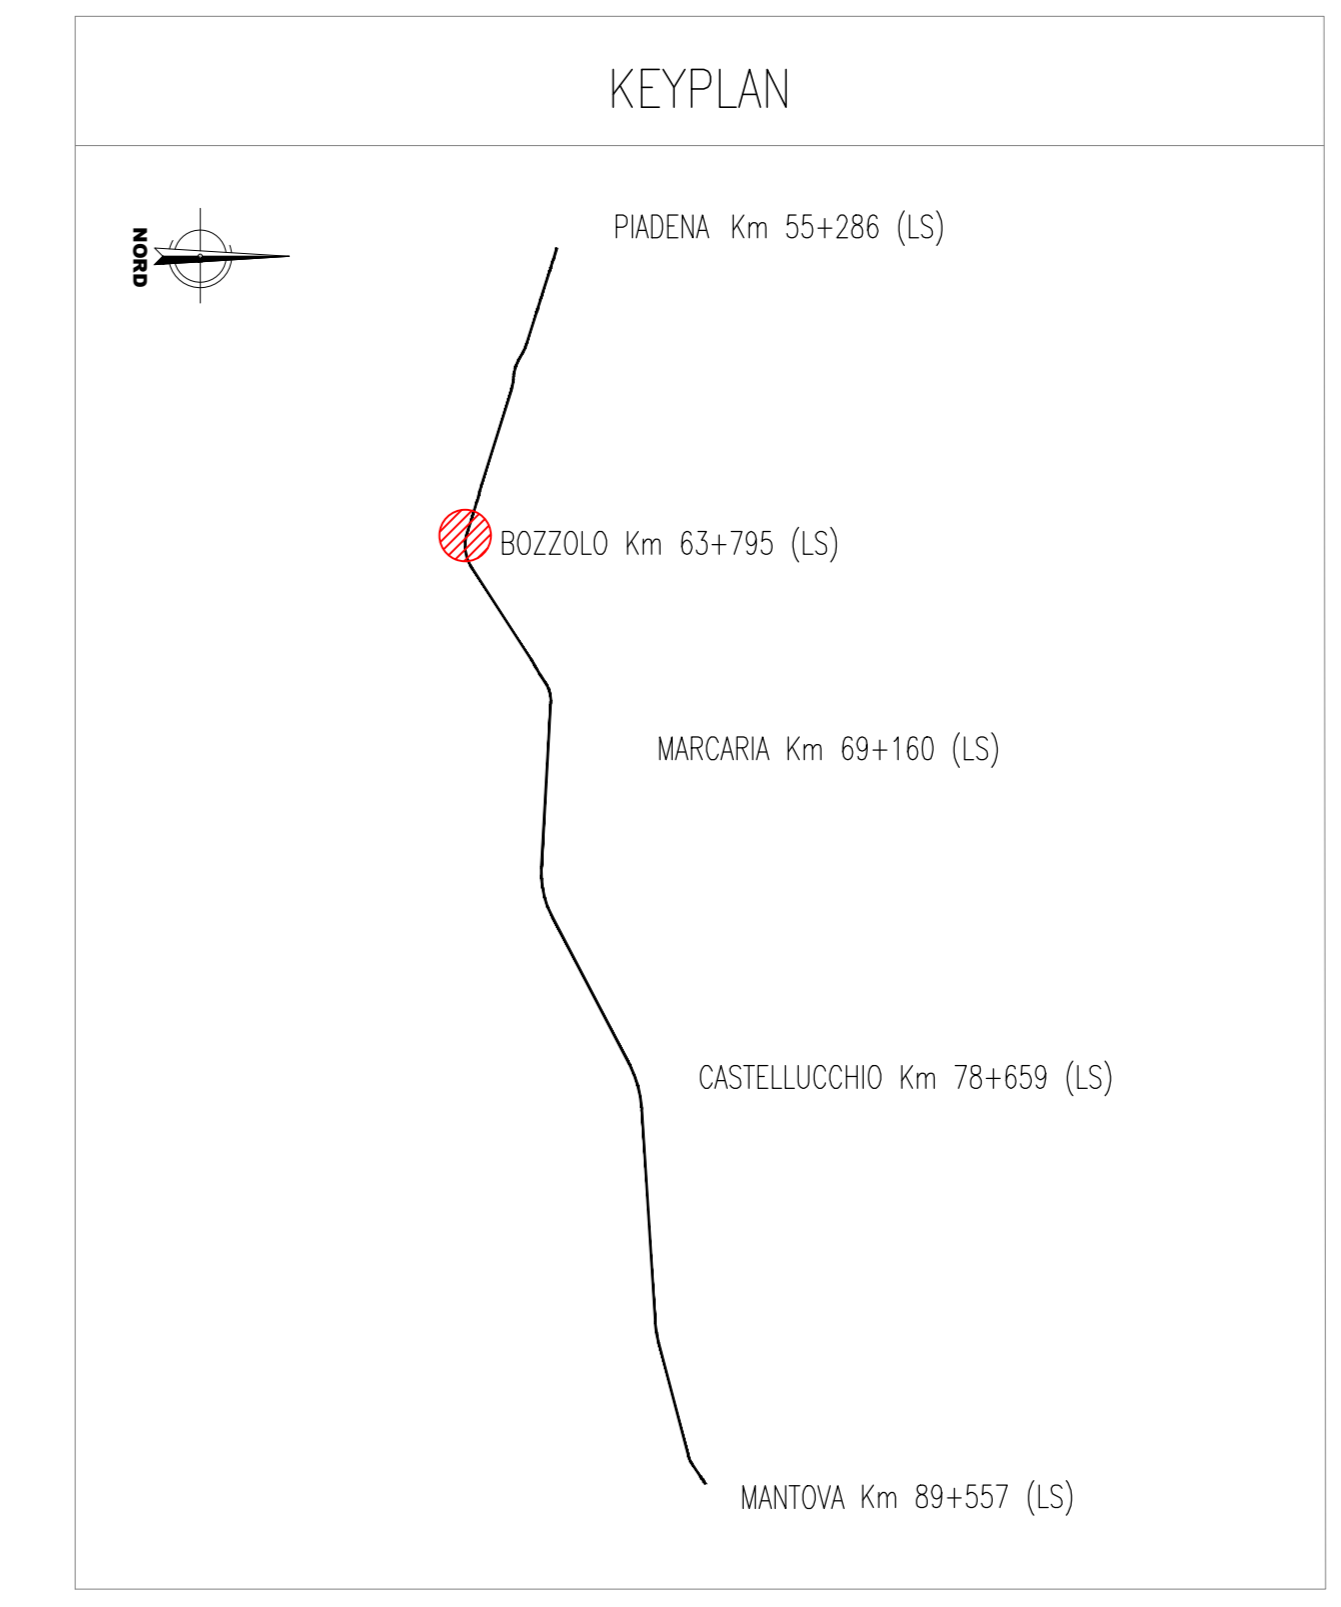 KEYPLAN
NORD
PIADENA Km 55+286 (LS)
BOZZOLO Km 63+795 (LS)
MARCARIA Km 69+160 (LS)
CASTELLUCCHIO Km 78+659 (LS)
MANTOVA Km 89+557 (LS)